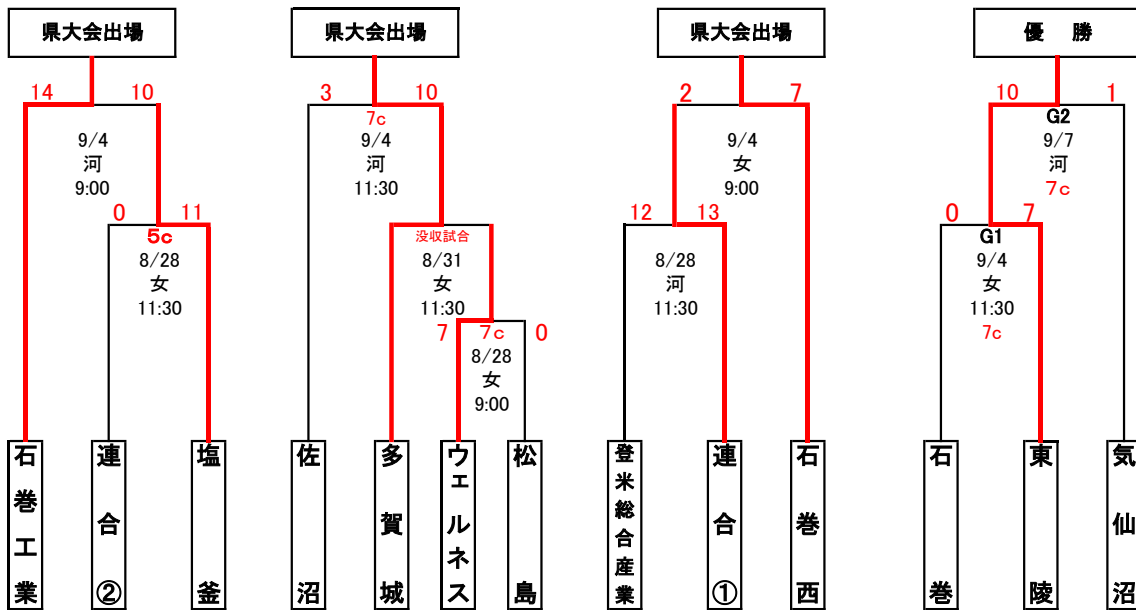 県大会出場
県大会出場
県大会出場
優　勝
14
10
9/4
河
9:00
0
11
5c
8/28
女
11:30
石巻工業
連合②
塩釜
3
10
7c
9/4
河
11:30
没収試合
8/31
女
11:30
7
7c
0
8/28
女
9:00
佐沼
多賀城
ウェルネス
松島
2
7
9/4
女
9:00
12
13
8/28
河
11:30
登米総合産業
連合①
石巻西
10
1
G2
9/7
河
7c
0
7
G1
9/4
女
11:30
7c
石巻
東陵
気仙沼